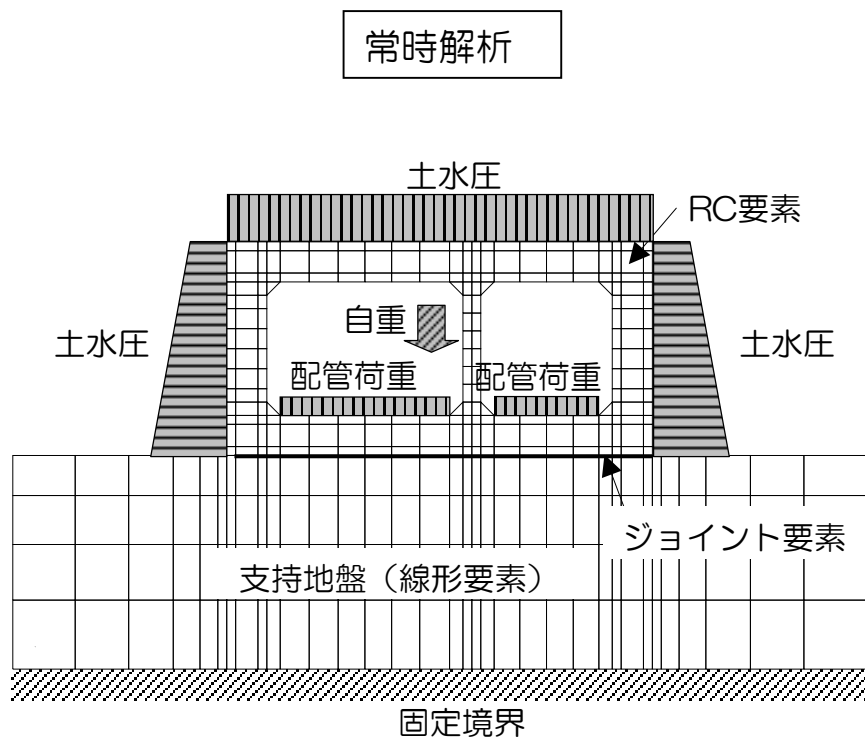 常時解析
土水圧
RC要素
自重
土水圧
土水圧
配管荷重
配管荷重
ジョイント要素
支持地盤（線形要素）
固定境界